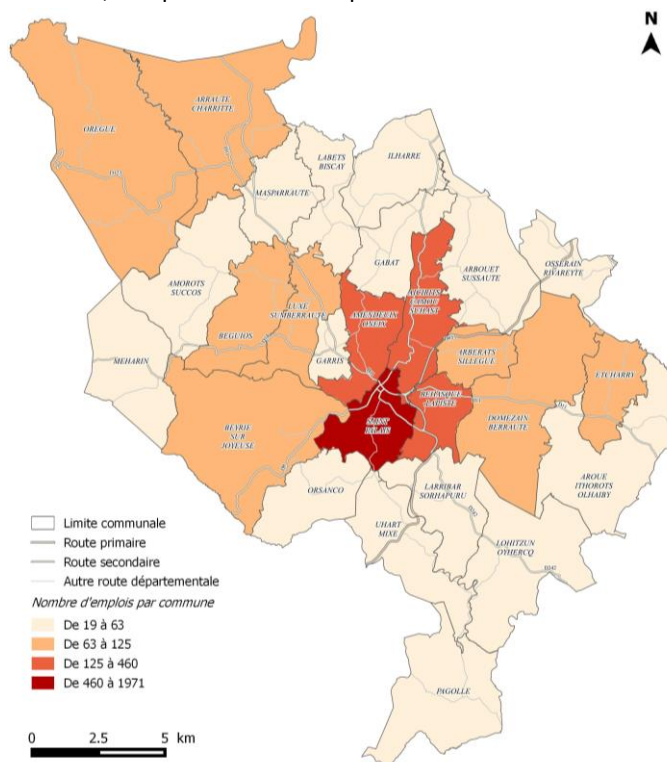 N
ARRAUTE
CHARRITTE
OREGUE
LABETS
BISCAY
ILHARRE
MASPARRAUTE
GABAT
ARBOUET
SUSSAUTE
OSSERAIN
RIVAREYTE
AMOROTS
SUCCOS
LUXE
SUMBERRAUTE
AMENDEUIX
ONEIX
BEGUIOS
GARRIS
ARBERATS
SILLEGUE
ETCHARRY
MEHARIN
DOMEZAIN
BERRAUTE
BEYRIE
SUR
JOYEUSE
SAINT
PALAIS
AROUE
ITHOROTS
OLHAIBY
ORSANCO
LARRIBAR
SORHAPURU
UHART
MIXE
LOHITZUN
OYHERCQ
PAGOLLE
Limite communale
Route primaire
Route secondaire
Autre route départementale
Nombre d'emplois par commune
De 19 à 63
De 63 à 125
De 125 à 460
De 460 à 1971
0 2.5 5 km